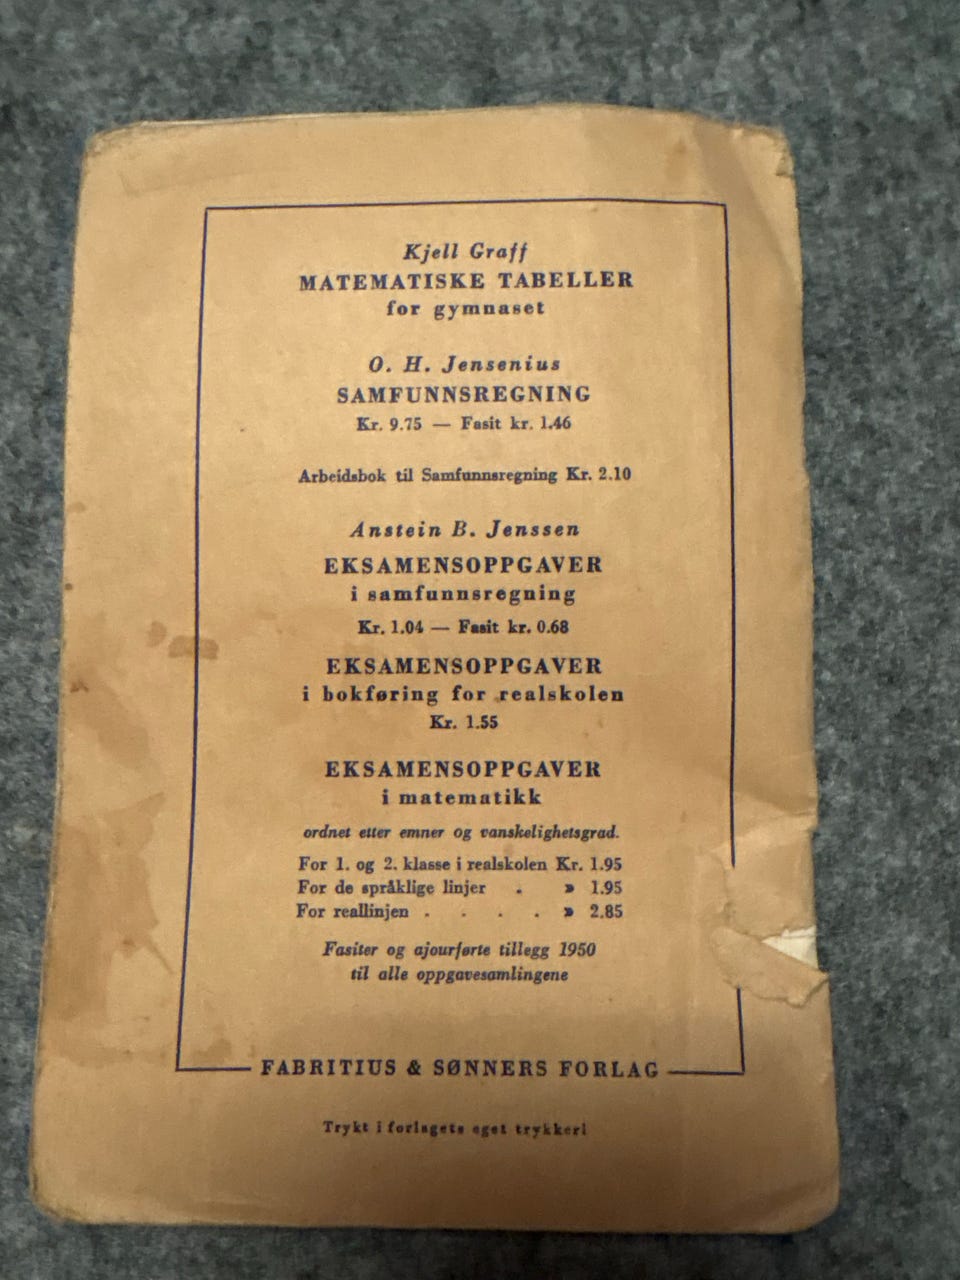 Kjell Graff
MATEMATISKE TABELLER
for gymnaset
O. H. Jensenius
SAMFUNNSREGNING
Kr. 9.75 — Fasit kr. 1.46
Arbeidsbok til Samfunnsregning Kr. 2.10
Anstein B. Jenssen
EKSAMENSOPPGAVER
i samfunnsregning
Kr. 1.04 — Fasit kr. 0.68
EKSAMENSOPPGAVER
i bokføring for realskolen
Kr. 1.55
EKSAMENSOPPGAVER
i matematikk
ordnet etter emner og vanskelighetsgrad.
For 1. og 2. klasse i realskolen Kr. 1.95
For de språklige linjer . » 1.95
For reallinjen . . . . » 2.85
Fasiter og ajourførte tillegg 1950
til alle oppgavesamlingene
FABRITIUS & SØNNERS FORLAG
Trykt i forlagets eget trykkeri